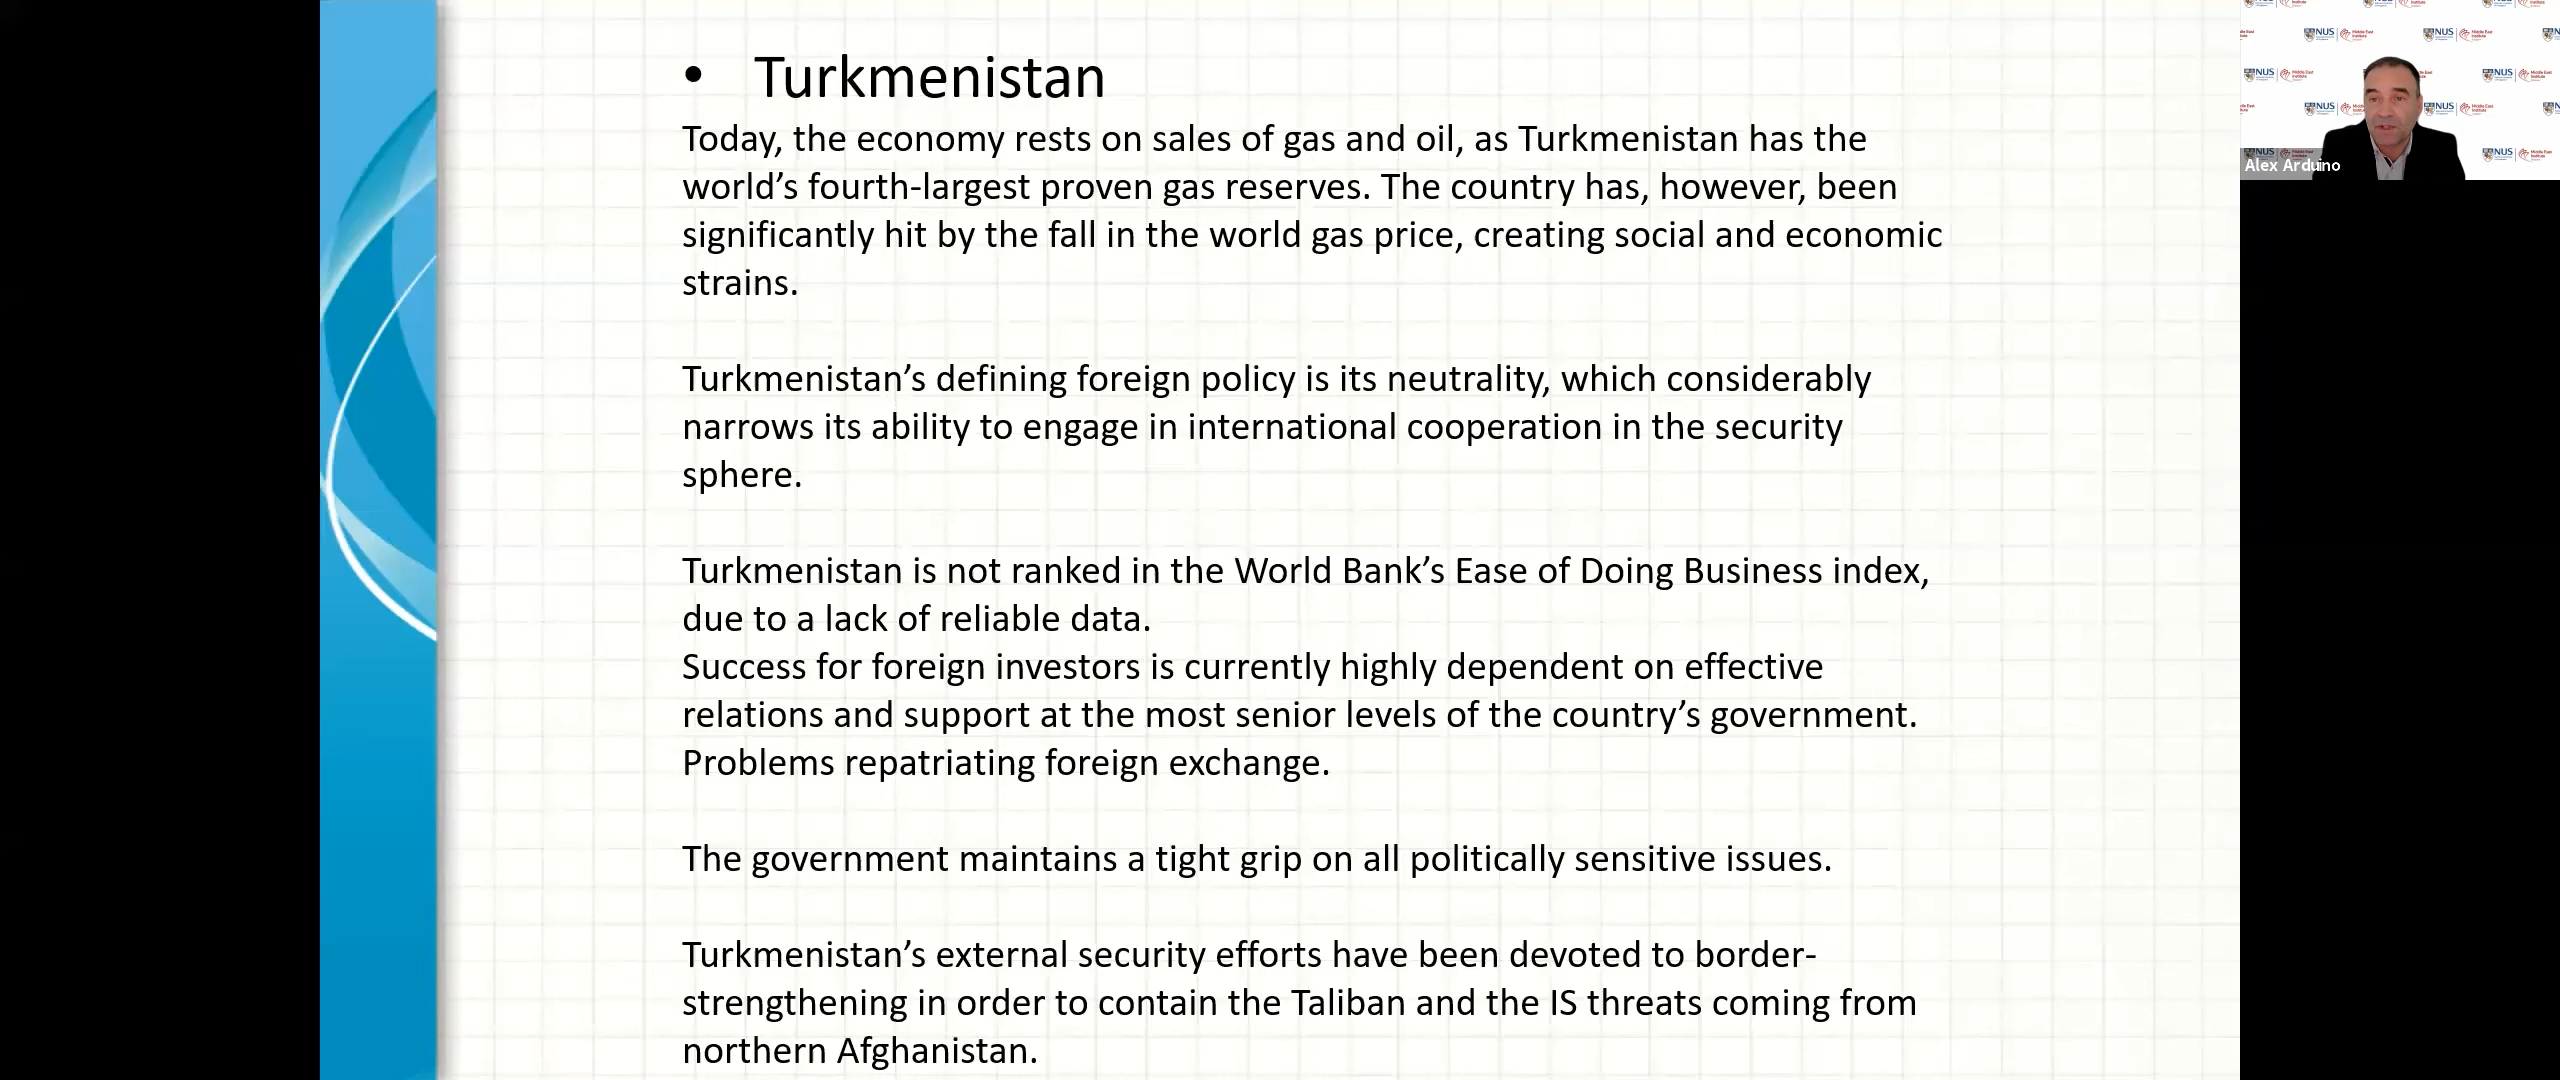 • Turkmenistan
Today, the economy rests on sales of gas and oil, as Turkmenistan has the
world’s fourth-largest proven gas reserves. The country has, however, been
significantly hit by the fall in the world gas price, creating social and economic
strains.
Turkmenistan’s defining foreign policy is its neutrality, which considerably
narrows its ability to engage in international cooperation in the security
sphere.
Turkmenistan is not ranked in the World Bank’s Ease of Doing Business index,
due to a lack of reliable data.
Success for foreign investors is currently highly dependent on effective
relations and support at the most senior levels of the country’s government.
Problems repatriating foreign exchange.
The government maintains a tight grip on all politically sensitive issues.
Turkmenistan’s external security efforts have been devoted to border-
strengthening in order to contain the Taliban and the IS threats coming from
northern Afghanistan.
NUS Middle East Institute
Alex Arduino